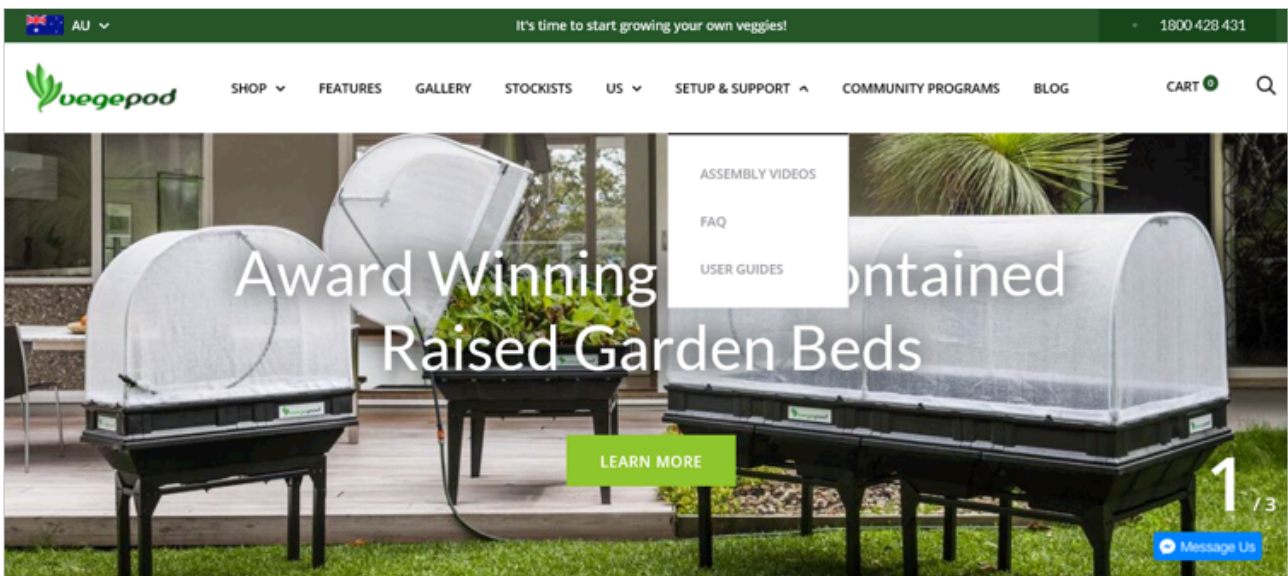 AU
It's time to start growing your own veggies!
1800 428 431
vegepod
SHOP
FEATURES
GALLERY
STOCKISTS
US
SETUP & SUPPORT
COMMUNITY PROGRAMS
BLOG
CART 0
ASSEMBLY VIDEOS
FAQ
USER GUIDES
Award Winning ontained
Raised Garden Beds
vegepod
vegepod
LEARN MORE
1 / 3
Message Us